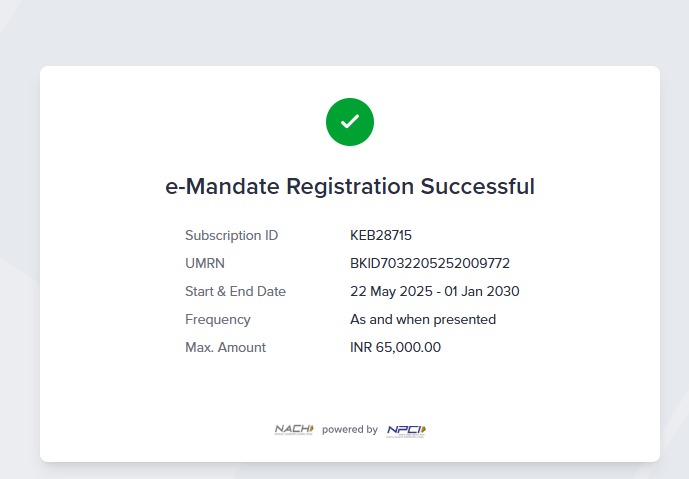 e-Mandate Registration Successful
Subscription ID KEB28715
UMRN BKID7032205252009772
Start & End Date 22 May 2025 - 01 Jan 2030
Frequency As and when presented
Max. Amount INR 65,000.00
NACH powered by NPCI